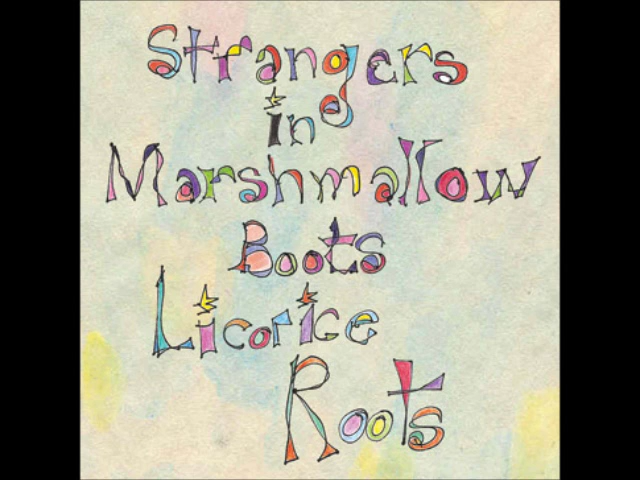 Strangers
in
Marshmallow
Boots
Licorice
Roots